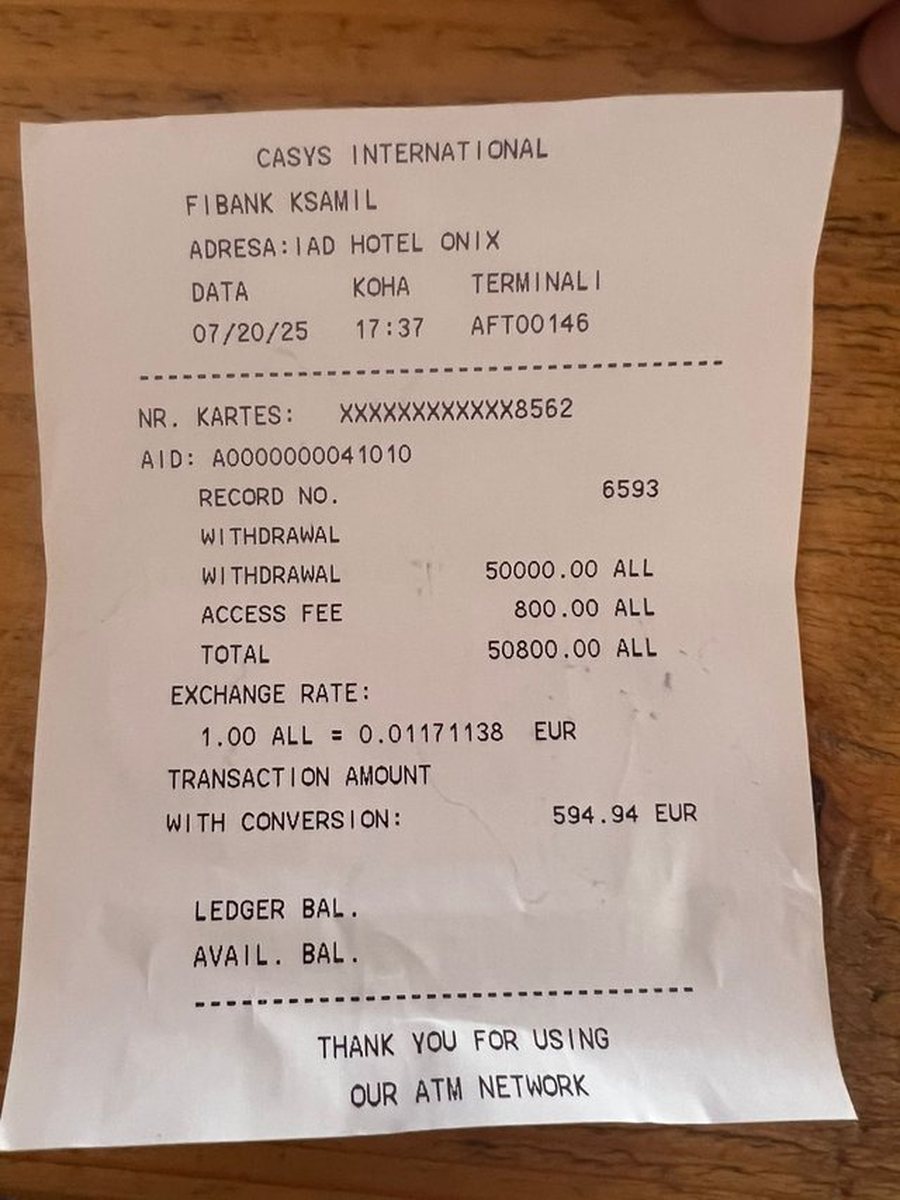 CASYS INTERNATIONAL
FIBANK KSAMIL
ADRESA:IAD HOTEL ONIX
DATA KOHA TERMINALI
07/20/25 17:37 AFT00146
----------------------------------------
NR. KARTES: XXXXXXXXXXXX8562
AID: A0000000041010
RECORD NO. 6593
WITHDRAWAL
WITHDRAWAL 50000.00 ALL
ACCESS FEE 800.00 ALL
TOTAL 50800.00 ALL
EXCHANGE RATE:
1.00 ALL = 0.01171138 EUR
TRANSACTION AMOUNT
WITH CONVERSION: 594.94 EUR
LEDGER BAL.
AVAIL. BAL.
----------------------------------
THANK YOU FOR USING
OUR ATM NETWORK